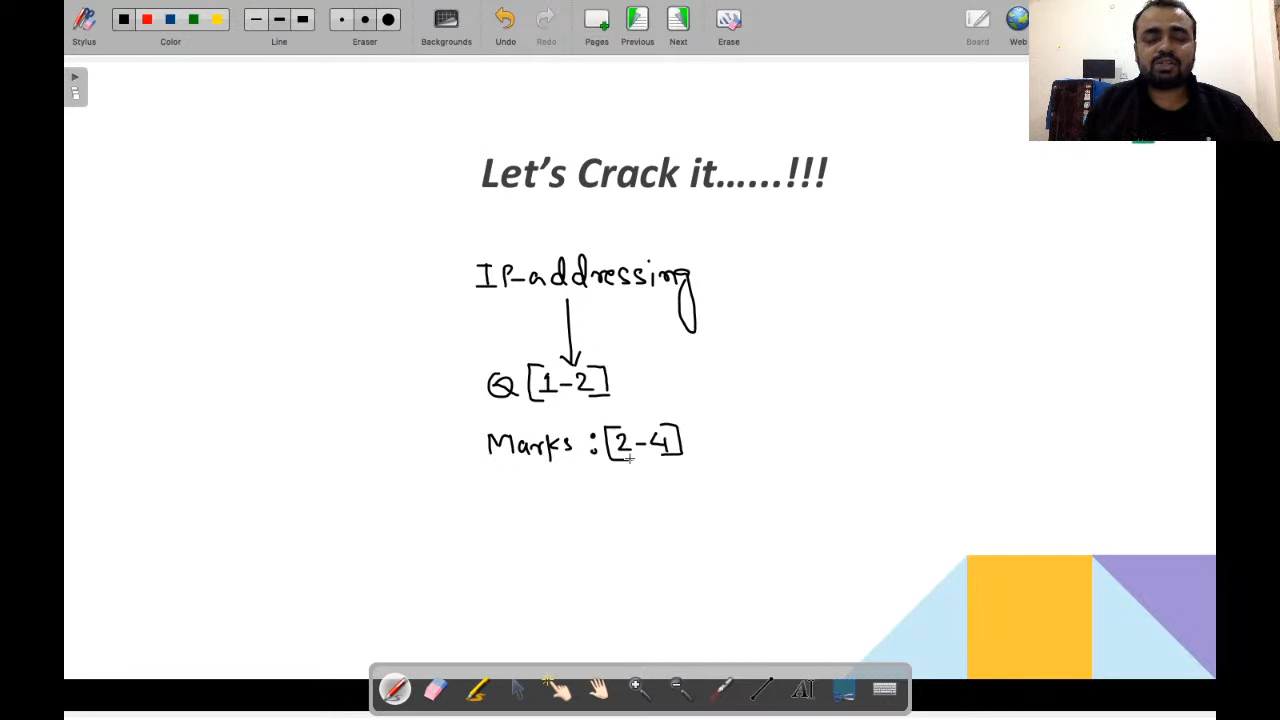 Stylus
Color
Line
Eraser
Backgrounds
Undo
Redo
Pages
Previous
Next
Erase
Board
Web
Let's Crack it......!!!
IP-addressing
Q [1-2]
Marks : [2-4]
AI